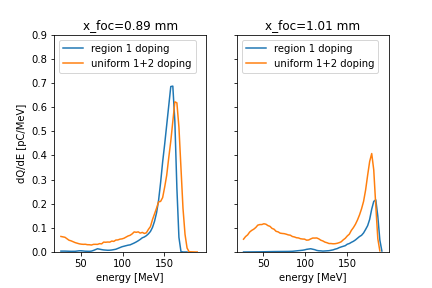 x_foc=0.89 mm
x_foc=1.01 mm
region 1 doping
uniform 1+2 doping
region 1 doping
uniform 1+2 doping
dQ/dE [pC/MeV]
0.9
0.8
0.7
0.6
0.5
0.4
0.3
0.2
0.1
0.0
50
100
150
50
100
150
energy [MeV]
energy [MeV]